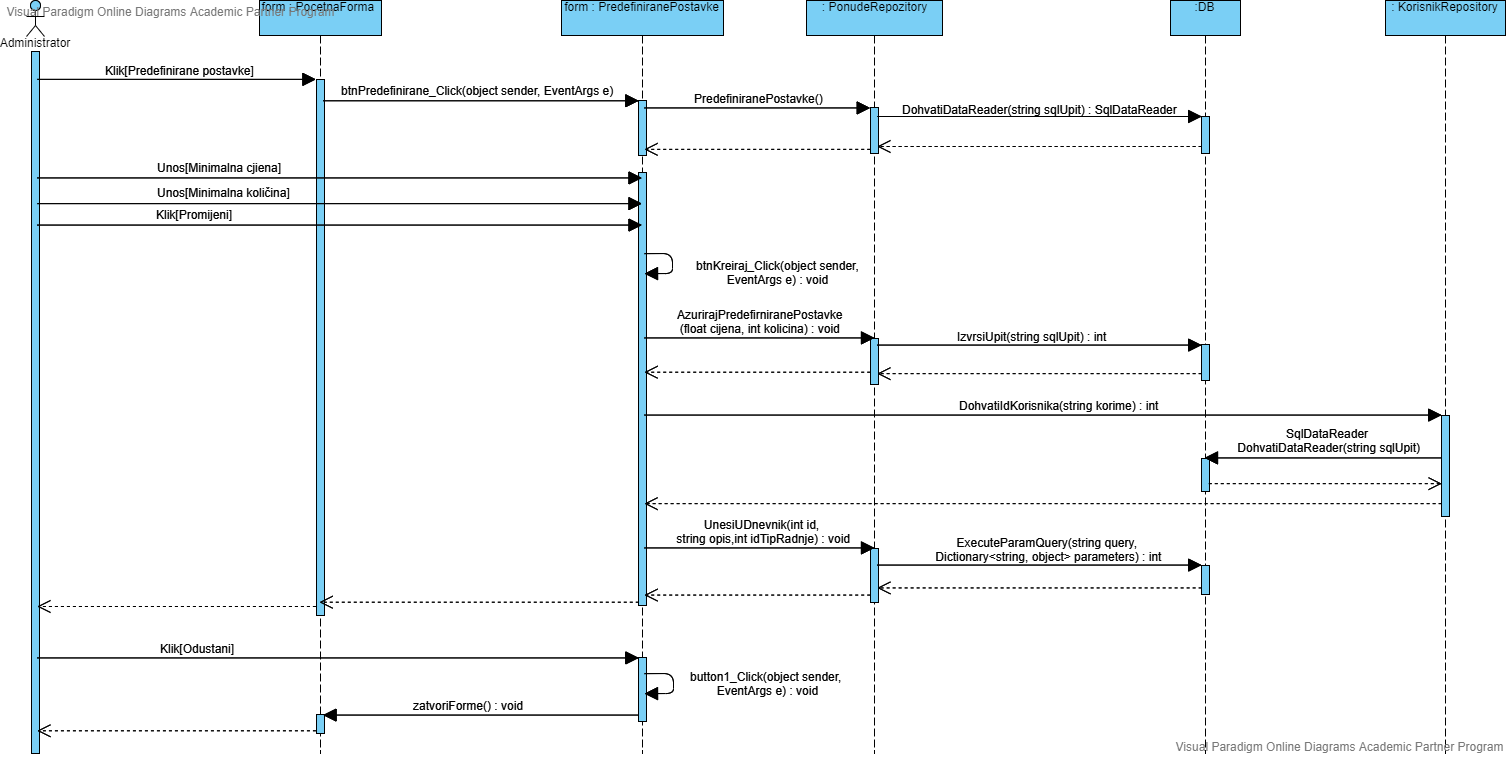 Visual Paradigm Online Diagrams Academic Partner Program
form : PocetnaForma
form : PredefiniranePostavke
: PonudeRepozitory
:DB
: KorisnikRepository
Administrator
Klik[Predefinirane postavke]
btnPredefinirane_Click(object sender, EventArgs e)
PredefiniranePostavke()
DohvatiDataReader(string sqlUpit) : SqlDataReader
Unos[Minimalna cjiena]
Unos[Minimalna količina]
Klik[Promijeni]
btnKreiraj_Click(object sender,
EventArgs e) : void
AzurirajPredefirniranePostavke
(float cijena, int kolicina) : void
IzvrsiUpit(string sqlUpit) : int
DohvatiIdKorisnika(string korime) : int
SqlDataReader
DohvatiDataReader(string sqlUpit)
UnesiUDnevnik(int id,
string opis,int idTipRadnje) : void
ExecuteParamQuery(string query,
Dictionary<string, object> parameters) : int
Klik[Odustani]
button1_Click(object sender,
EventArgs e) : void
zatvoriForme() : void
Visual Paradigm Online Diagrams Academic Partner Program